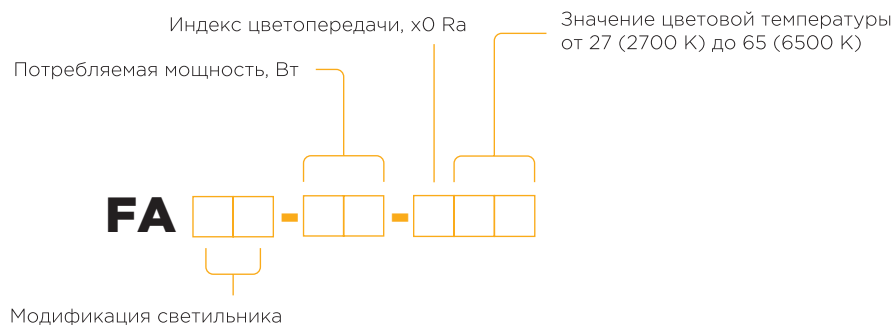 Индекс цветопередачи, x0 Ra
Значение цветовой температуры
от 27 (2700 К) до 65 (6500 К)
Потребляемая мощность, Вт
FA - -
Модификация светильника